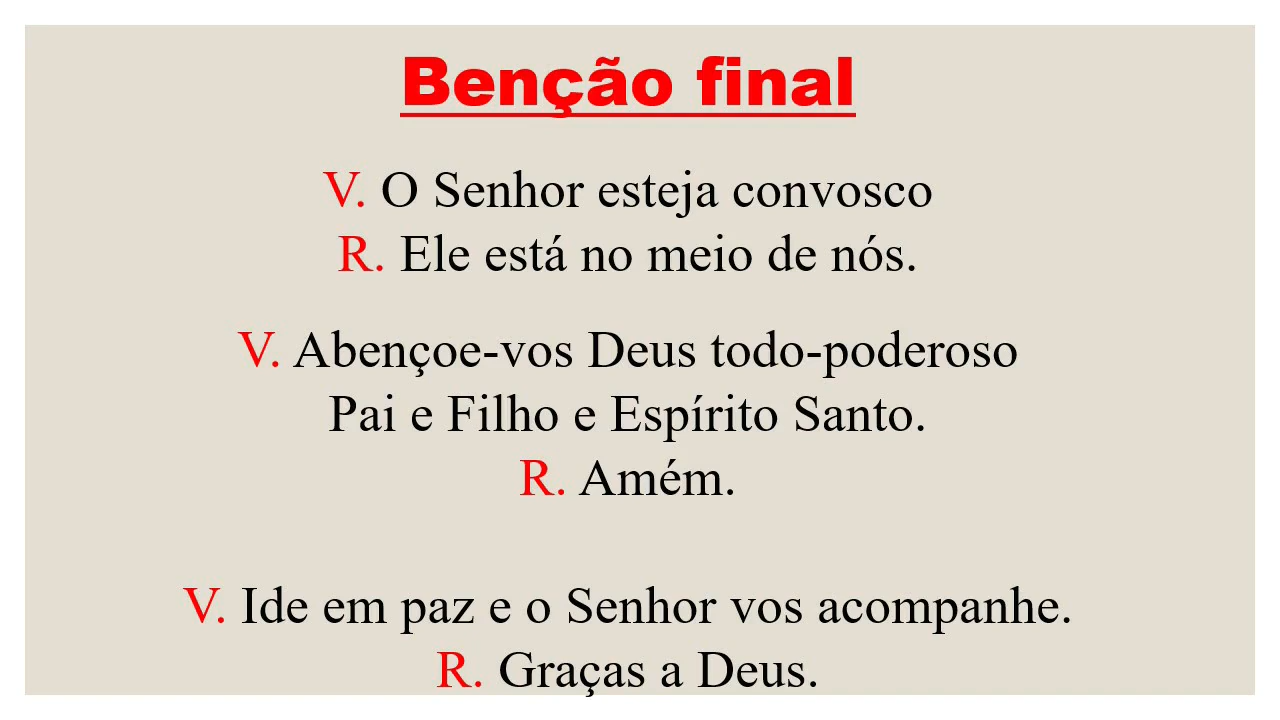 Benção final
V. O Senhor esteja convosco
R. Ele está no meio de nós.
V. Abençoe-vos Deus todo-poderoso
Pai e Filho e Espírito Santo.
R. Amém.
V. Ide em paz e o Senhor vos acompanhe.
R. Graças a Deus.